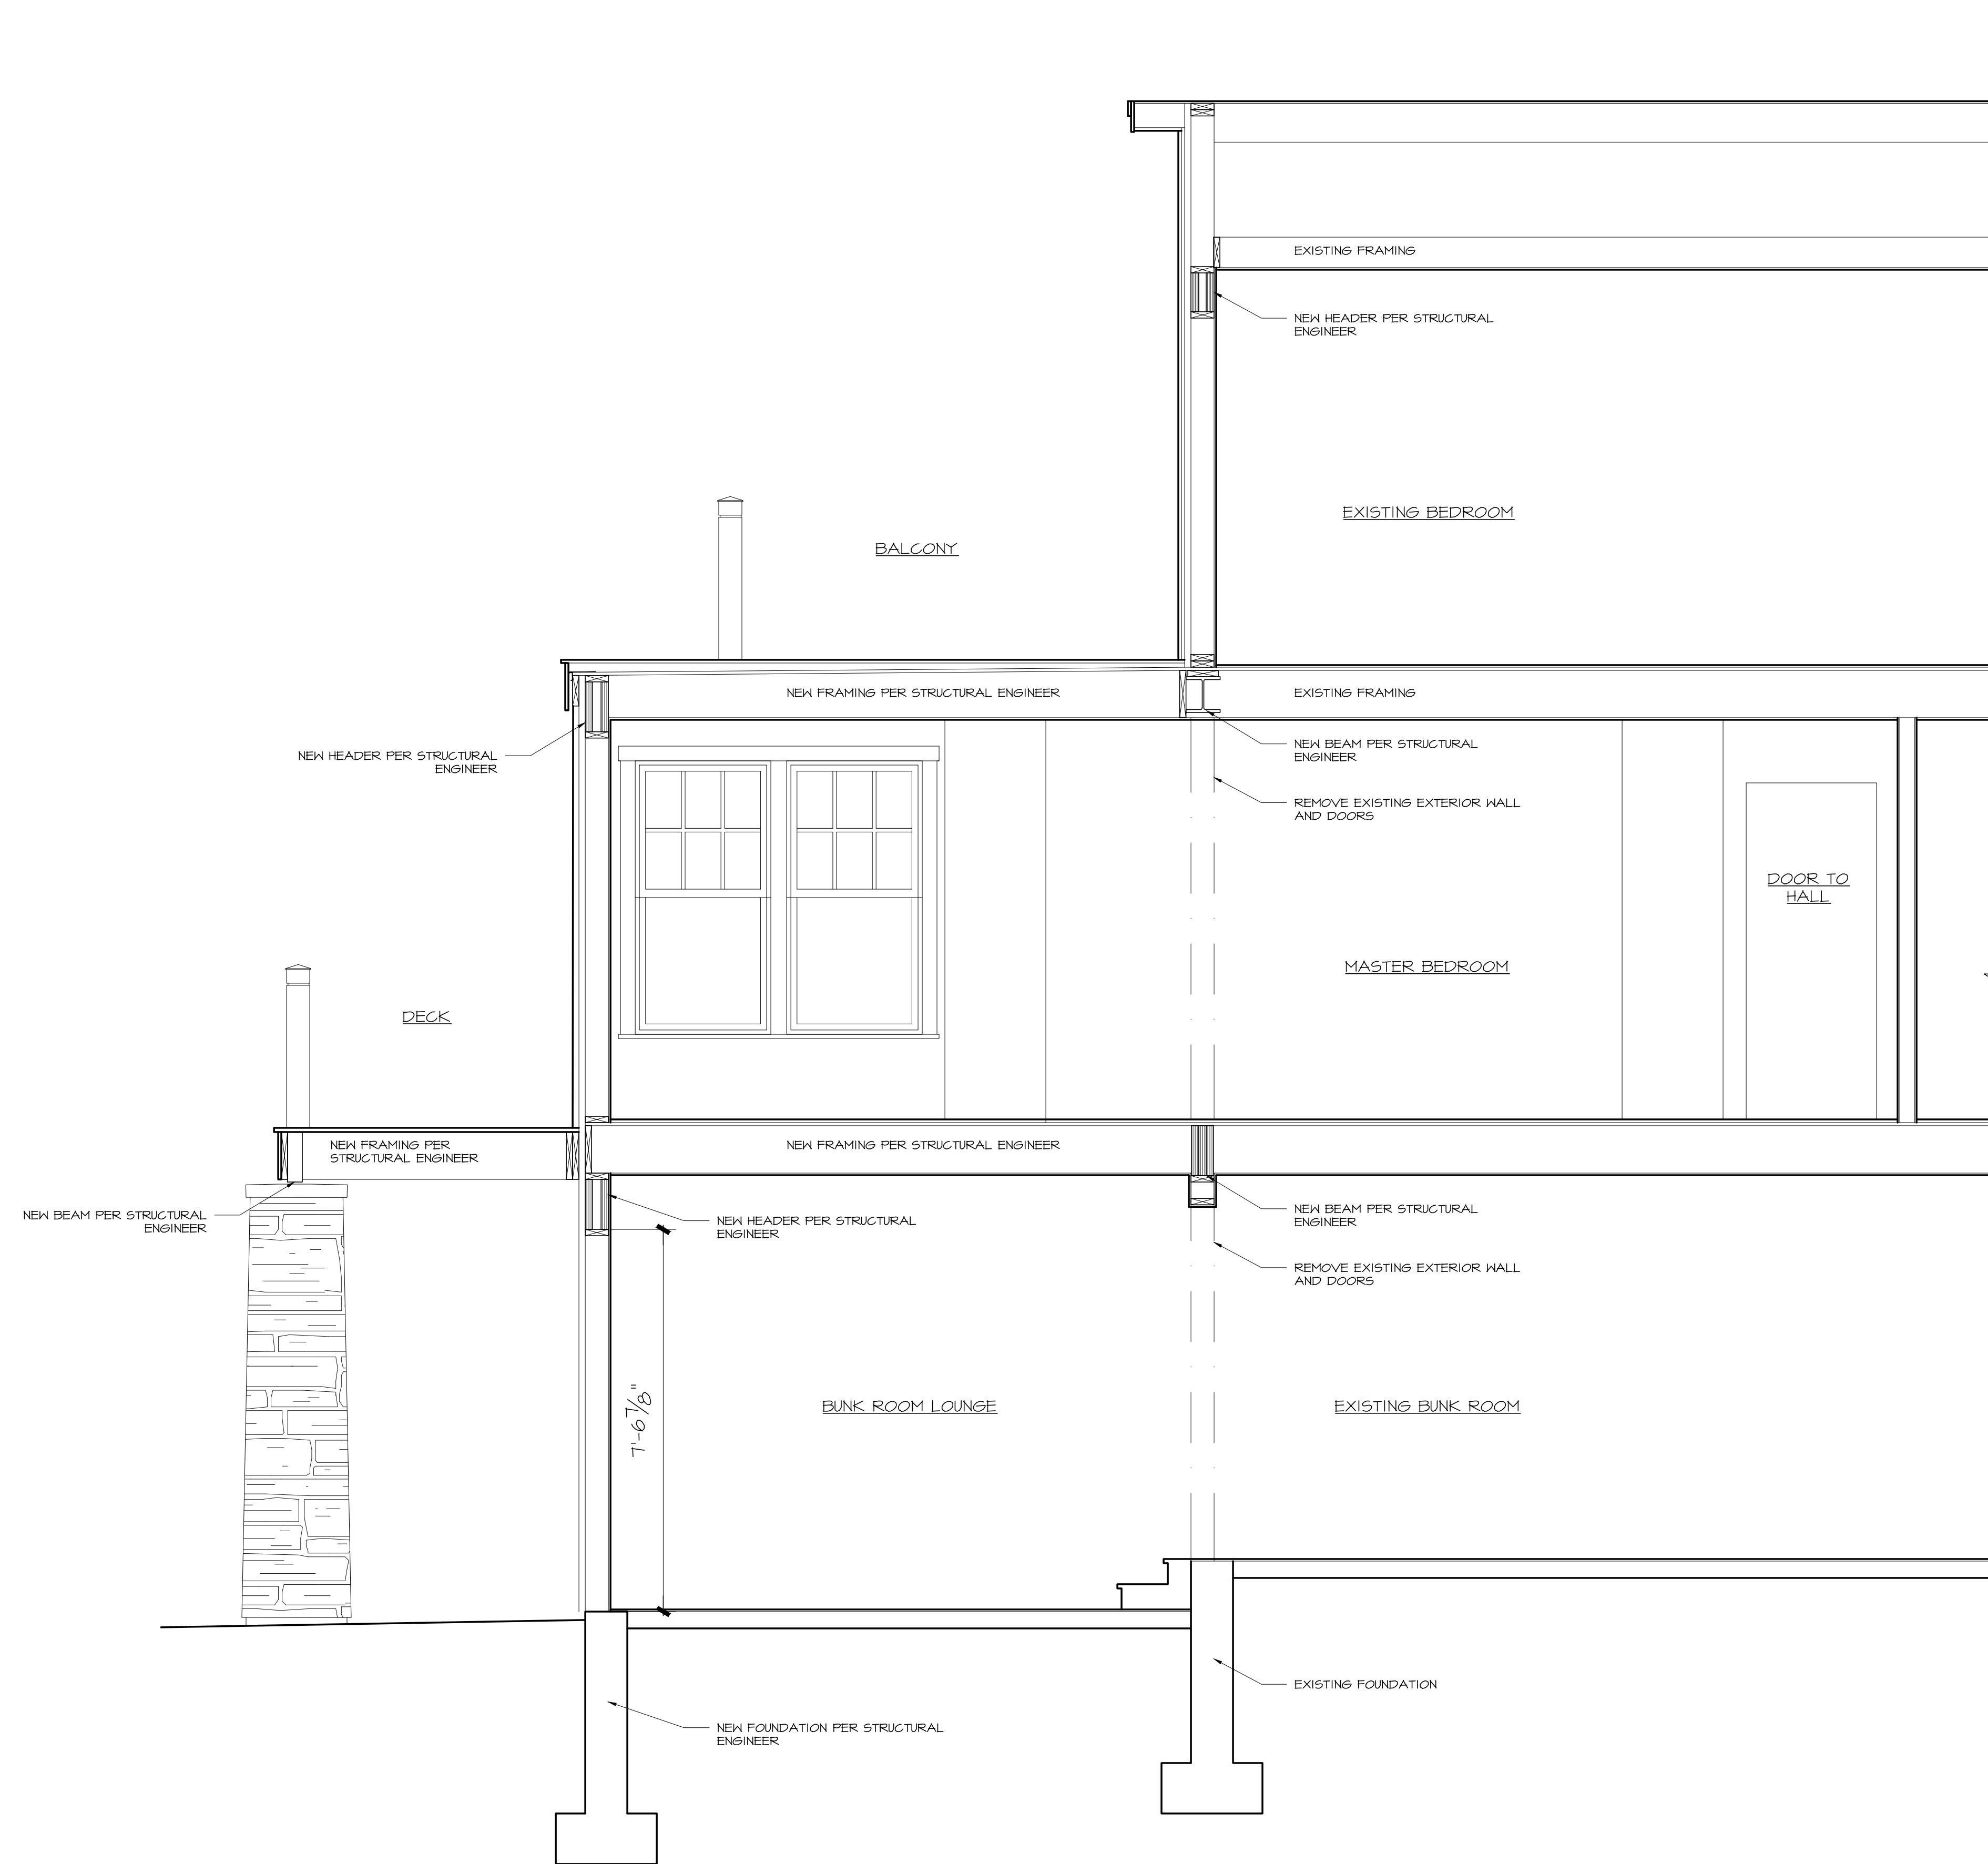 EXISTING FRAMING
NEW HEADER PER STRUCTURAL
ENGINEER
EXISTING BEDROOM
BALCONY
NEW FRAMING PER STRUCTURAL ENGINEER
EXISTING FRAMING
NEW HEADER PER STRUCTURAL
ENGINEER
NEW BEAM PER STRUCTURAL
ENGINEER
REMOVE EXISTING EXTERIOR WALL
AND DOORS
DOOR TO
HALL
MASTER BEDROOM
DECK
NEW FRAMING PER
STRUCTURAL ENGINEER
NEW FRAMING PER STRUCTURAL ENGINEER
NEW BEAM PER STRUCTURAL
ENGINEER
NEW HEADER PER STRUCTURAL
ENGINEER
NEW BEAM PER STRUCTURAL
ENGINEER
REMOVE EXISTING EXTERIOR WALL
AND DOORS
7'-6 7/8"
BUNK ROOM LOUNGE
EXISTING BUNK ROOM
EXISTING FOUNDATION
NEW FOUNDATION PER STRUCTURAL
ENGINEER